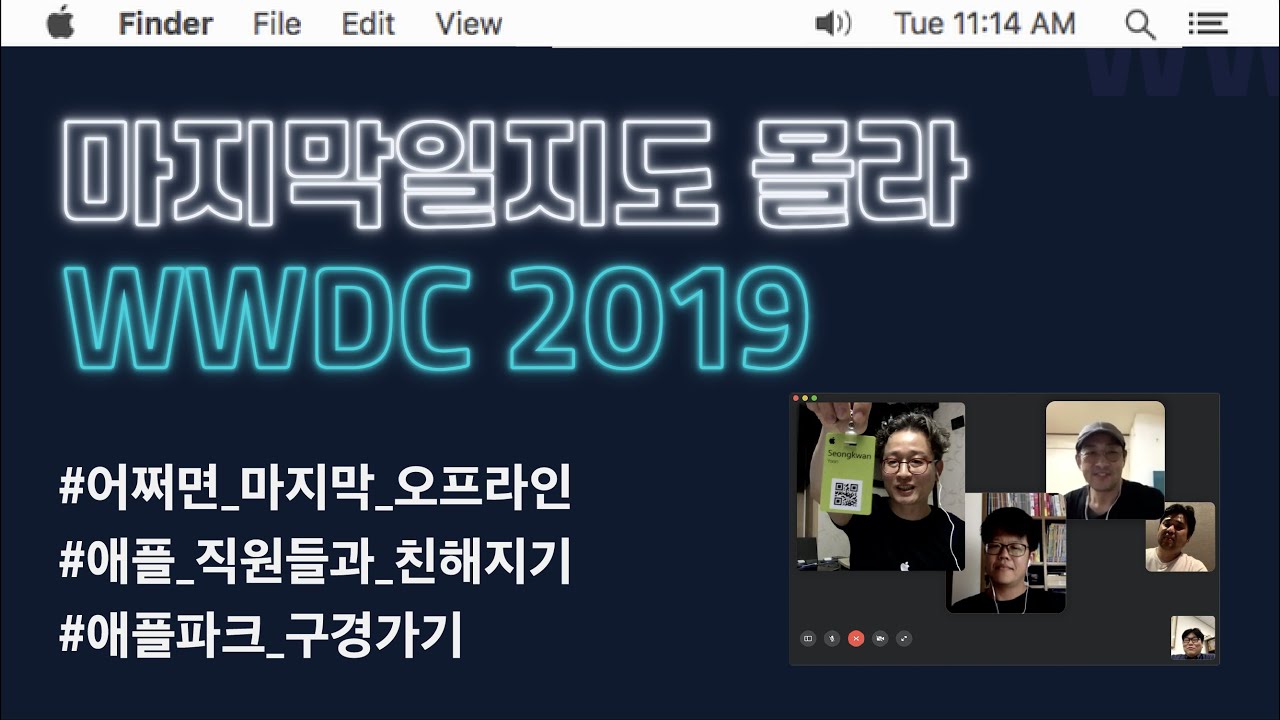 Finder File Edit View Tue 11:14 AM
WW
마지막일지도 몰라
WWDC 2019
#어쩌면_마지막_오프라인
#애플_직원들과_친해지기
#애플파크_구경가기
Seongkwan
Yoon